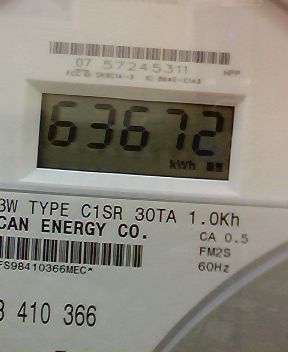 07 57245311
HPP
63672
kWh
3W TYPE C1SR 30TA 1.0Kh
CAN ENERGY CO.
CA 0.5
FM2S
60Hz
FS98410366MEC*
3 410 366